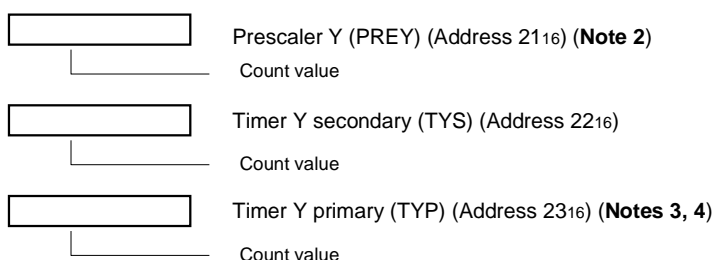 Prescaler Y (PREY) (Address 2116) (Note 2)
Count value
Timer Y secondary (TYS) (Address 2216)
Count value
Timer Y primary (TYP) (Address 2316) (Notes 3, 4)
Count value